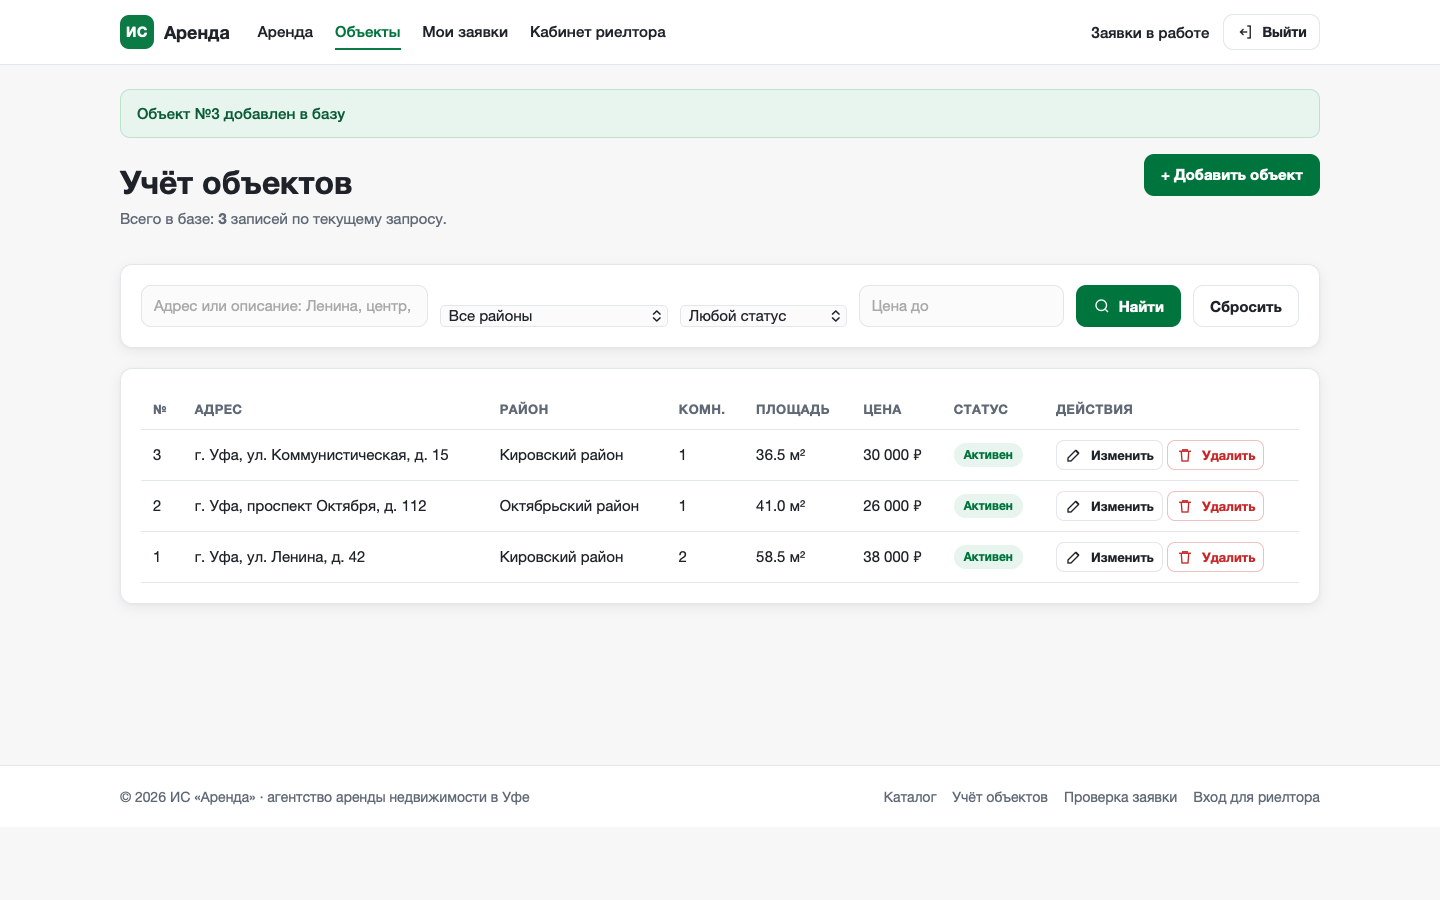 ИС Аренда Аренда Объекты Мои заявки Кабинет риелтора Заявки в работе Выйти
Объект №3 добавлен в базу
Учёт объектов
+ Добавить объект
Всего в базе: 3 записей по текущему запросу.
Адрес или описание: Ленина, центр, Все районы Любой статус Цена до Найти Сбросить
№ АДРЕС РАЙОН КОМН. ПЛОЩАДЬ ЦЕНА СТАТУС ДЕЙСТВИЯ
3 г. Уфа, ул. Коммунистическая, д. 15 Кировский район 1 36.5 м² 30 000 ₽ Активен Изменить Удалить
2 г. Уфа, проспект Октября, д. 112 Октябрьский район 1 41.0 м² 26 000 ₽ Активен Изменить Удалить
1 г. Уфа, ул. Ленина, д. 42 Кировский район 2 58.5 м² 38 000 ₽ Активен Изменить Удалить
© 2026 ИС «Аренда» · агентство аренды недвижимости в Уфе Каталог Учёт объектов Проверка заявки Вход для риелтора